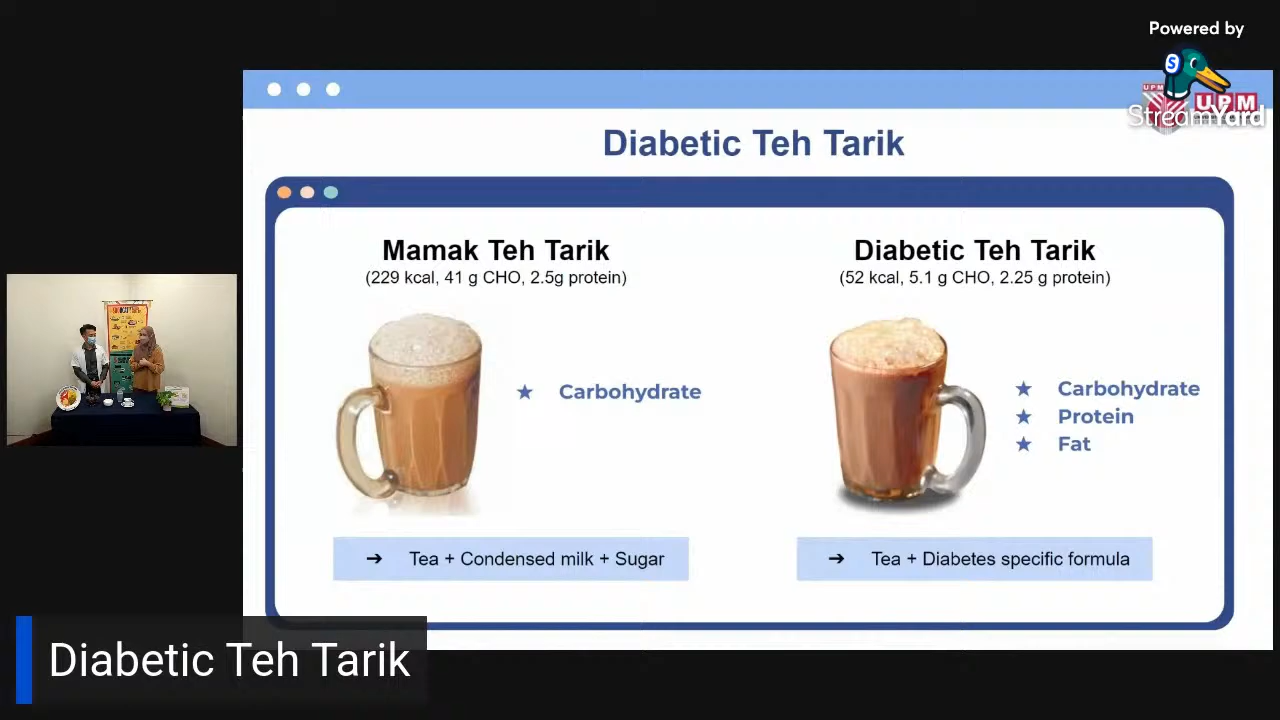 Powered by
StreamYard
UPM
UPM
Diabetic Teh Tarik
Mamak Teh Tarik
(229 kcal, 41 g CHO, 2.5g protein)
★ Carbohydrate
➔ Tea + Condensed milk + Sugar
Diabetic Teh Tarik
(52 kcal, 5.1 g CHO, 2.25 g protein)
★ Carbohydrate
★ Protein
★ Fat
➔ Tea + Diabetes specific formula
Diabetic Teh Tarik